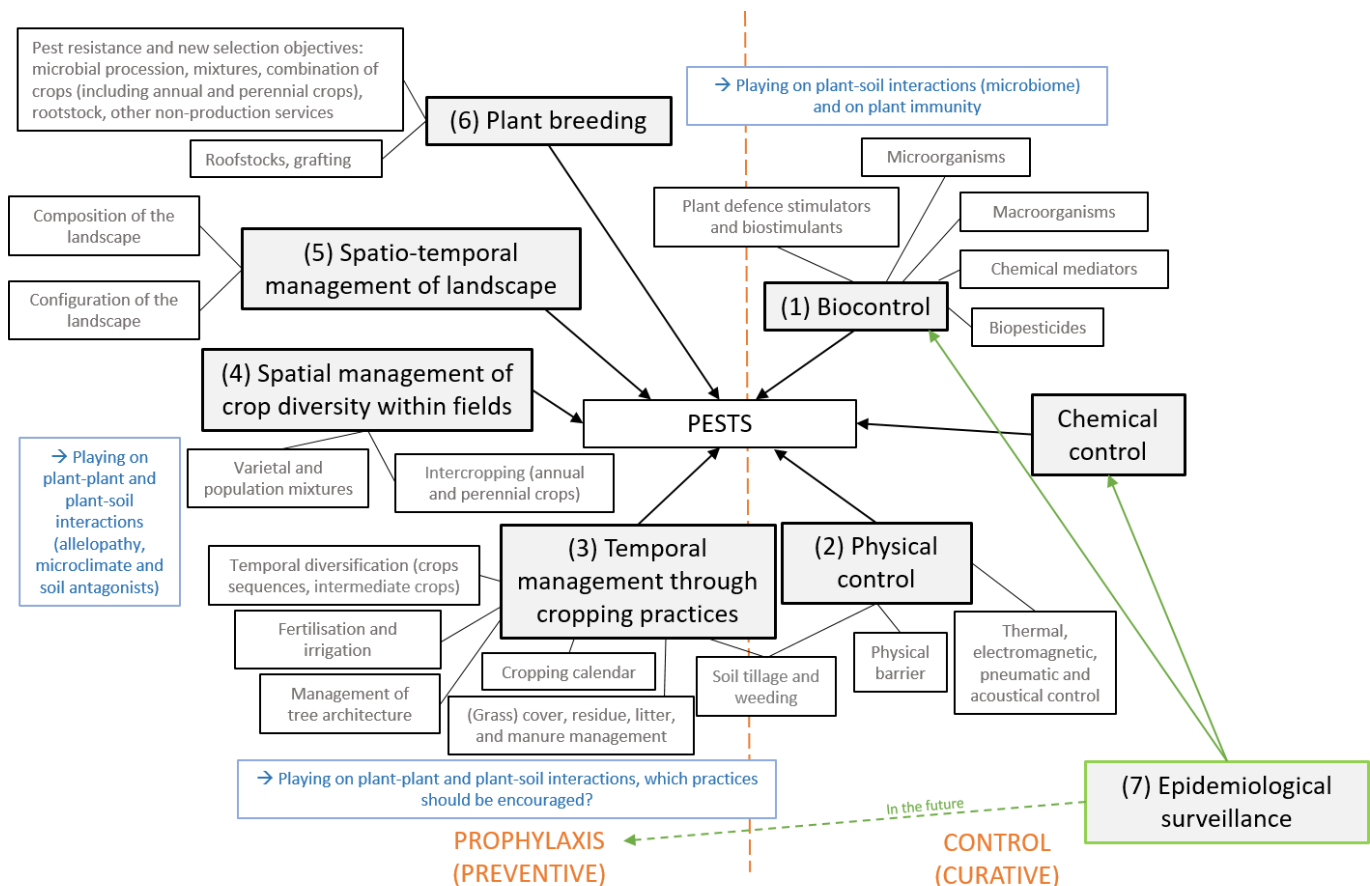 Pest resistance and new selection objectives:
microbial procession, mixtures, combination of
crops (including annual and perennial crops),
rootstock, other non-production services
(6) Plant breeding
Roofstocks, grafting
→ Playing on plant-soil interactions (microbiome)
and on plant immunity
Microorganisms
Plant defence stimulators
and biostimulants
Macroorganisms
Chemical mediators
Biopesticides
(1) Biocontrol
Composition of the
landscape
Configuration of the
landscape
(5) Spatio-temporal
management of landscape
(4) Spatial management of
crop diversity within fields
PESTS
Chemical
control
→ Playing on
plant-plant and
plant-soil
interactions
(allelopathy,
microclimate and
soil antagonists)
Varietal and
population mixtures
Intercropping (annual
and perennial crops)
(3) Temporal
management through
cropping practices
(2) Physical
control
Temporal diversification (crops
sequences, intermediate crops)
Fertilisation and
irrigation
Management of
tree architecture
Cropping calendar
(Grass) cover, residue, litter,
and manure management
Soil tillage and
weeding
Physical
barrier
Thermal,
electromagnetic,
pneumatic and
acoustical control
→ Playing on plant-plant and plant-soil interactions, which practices
should be encouraged?
(7) Epidemiological
surveillance
In the future
PROPHYLAXIS
(PREVENTIVE)
CONTROL
(CURATIVE)